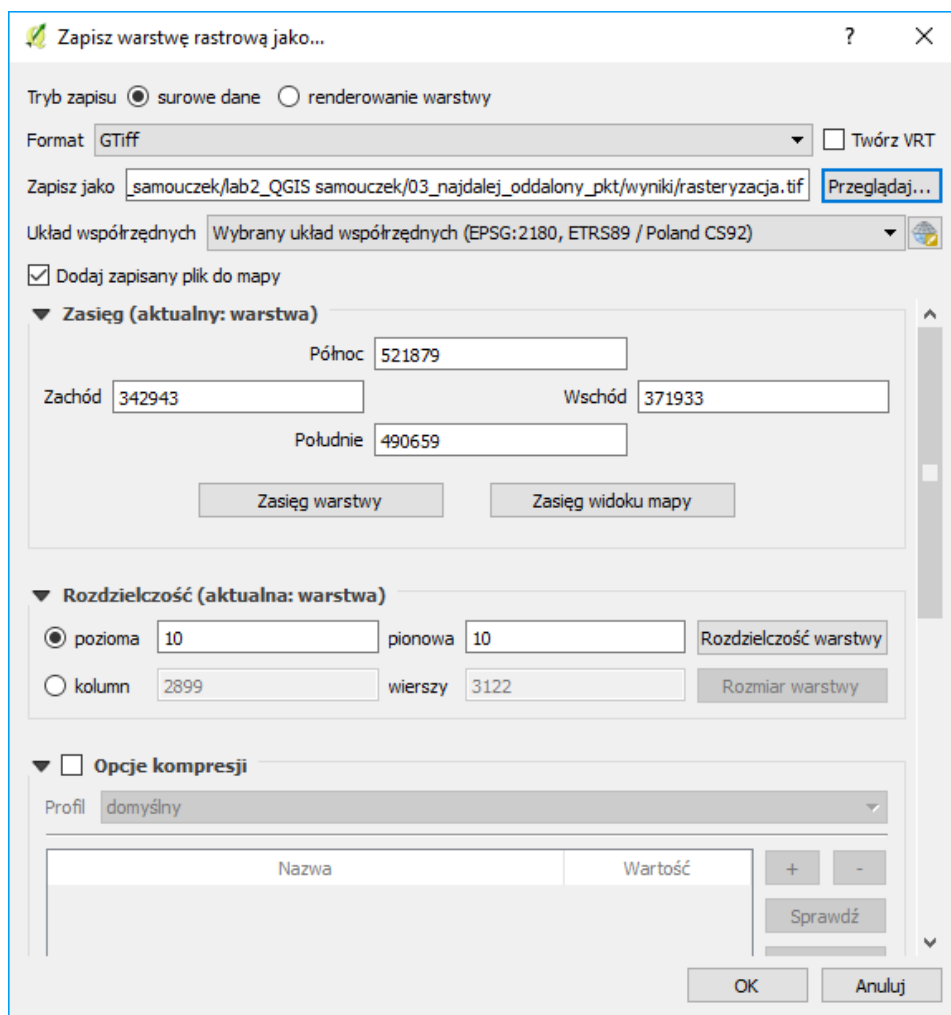 Zapisz warstwę rastrową jako... ?
Tryb zapisu surowe dane renderowanie warstwy
Format GTiff Twórz VRT
Zapisz jako _samouczek/lab2_QGIS samouczek/03_najdalej_oddalony_pkt/wyniki/rasteryzacja.tif Przeglądaj...
Układ współrzędnych Wybrany układ współrzędnych (EPSG:2180, ETRS89 / Poland CS92)
Dodaj zapisany plik do mapy
Zasięg (aktualny: warstwa)
Północ 521879
Zachód 342943 Wschód 371933
Południe 490659
Zasięg warstwy Zasięg widoku mapy
Rozdzielczość (aktualna: warstwa)
pozioma 10 pionowa 10 Rozdzielczość warstwy
kolumn 2899 wierszy 3122 Rozmiar warstwy
Opcje kompresji
Profil domyślny
Nazwa Wartość + -
Sprawdź
OK Anuluj